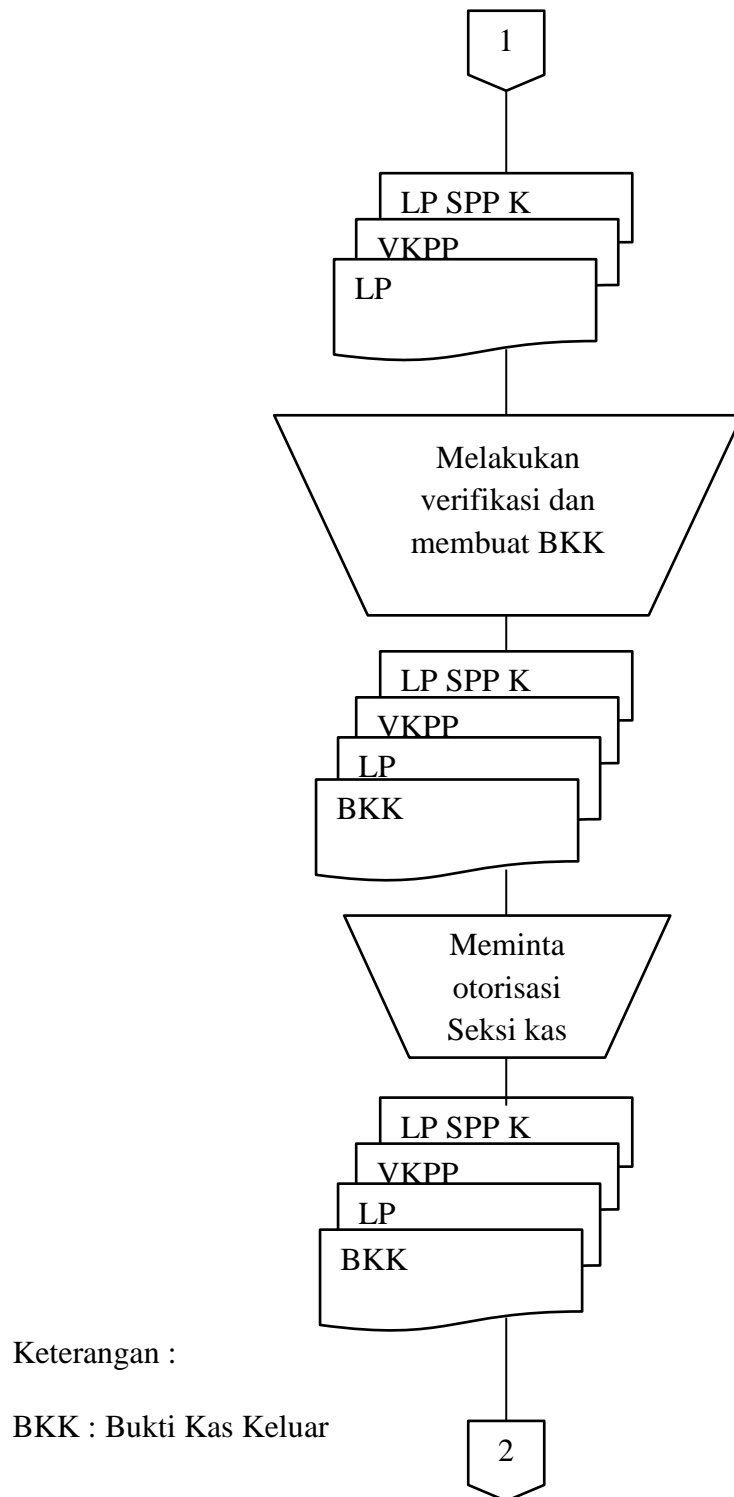 1
LP SPP K
VKPP
LP
Melakukan
verifikasi dan
membuat BKK
LP SPP K
VKPP
LP
BKK
Meminta
otorisasi
Seksi kas
LP SPP K
VKPP
LP
BKK
Keterangan :
BKK : Bukti Kas Keluar
2